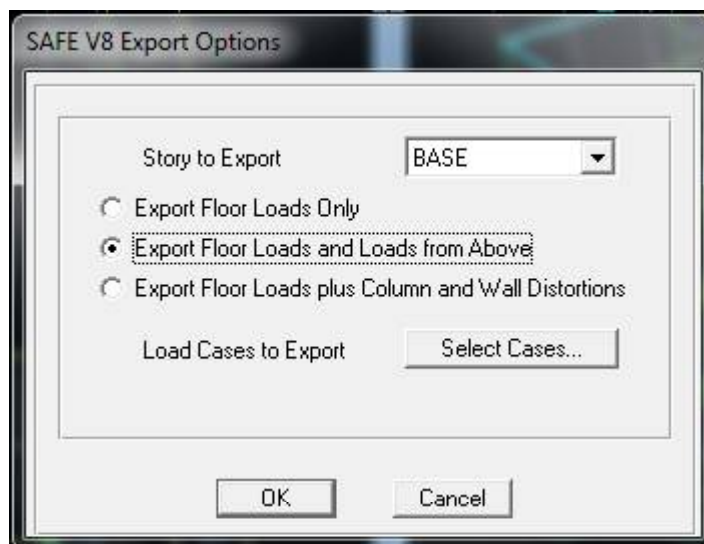 SAFE V8 Export Options
Story to Export BASE
Export Floor Loads Only
Export Floor Loads and Loads from Above
Export Floor Loads plus Column and Wall Distortions
Load Cases to Export Select Cases...
OK Cancel